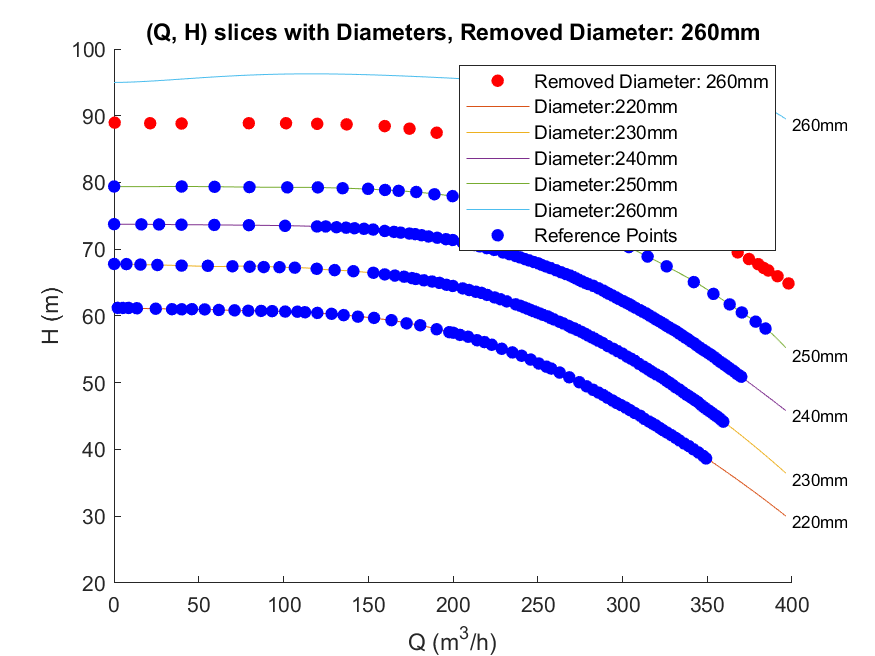 (Q, H) slices with Diameters, Removed Diameter: 260mm
100
90
80
70
60
50
40
30
20
H (m)
0
50
100
150
200
250
300
350
400
Q (m³/h)
Removed Diameter: 260mm
Diameter:220mm
Diameter:230mm
Diameter:240mm
Diameter:250mm
Diameter:260mm
Reference Points
260mm
250mm
240mm
230mm
220mm